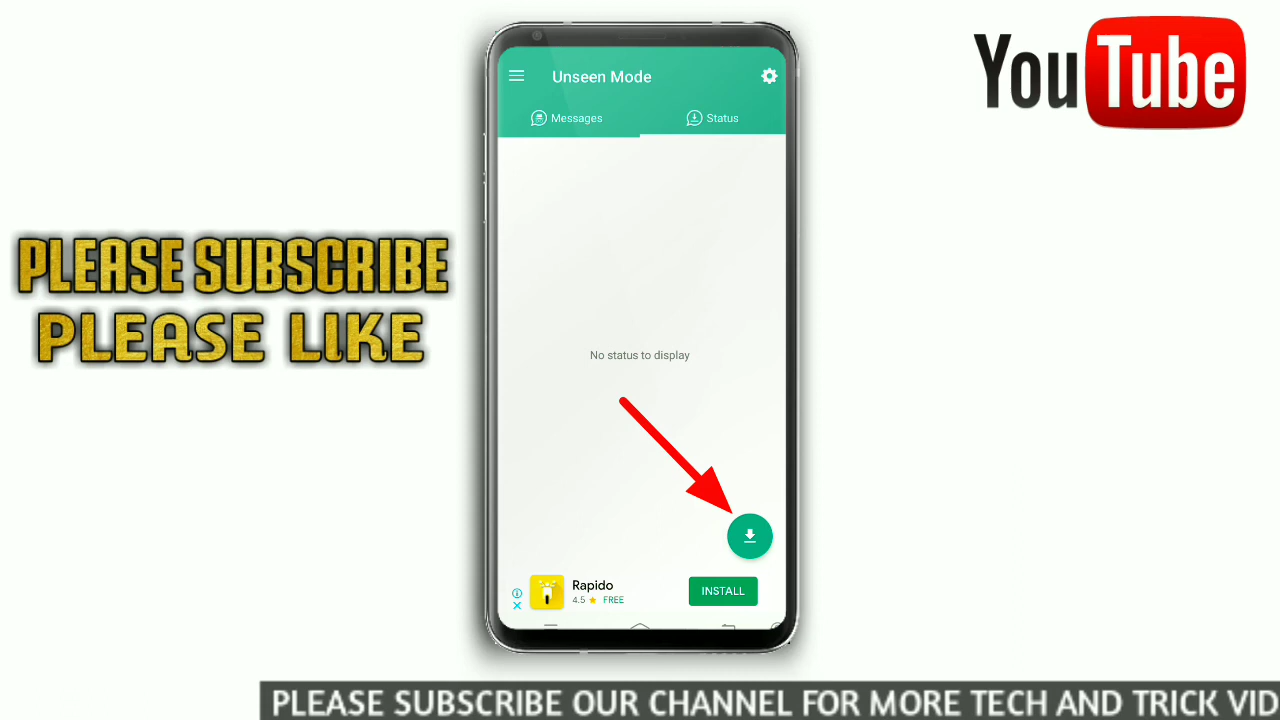 YouTube
Unseen Mode
Messages
Status
PLEASE SUBSCRIBE
PLEASE LIKE
No status to display
Rapido
4.5 ★ FREE
INSTALL
PLEASE SUBSCRIBE OUR CHANNEL FOR MORE TECH AND TRICK VID